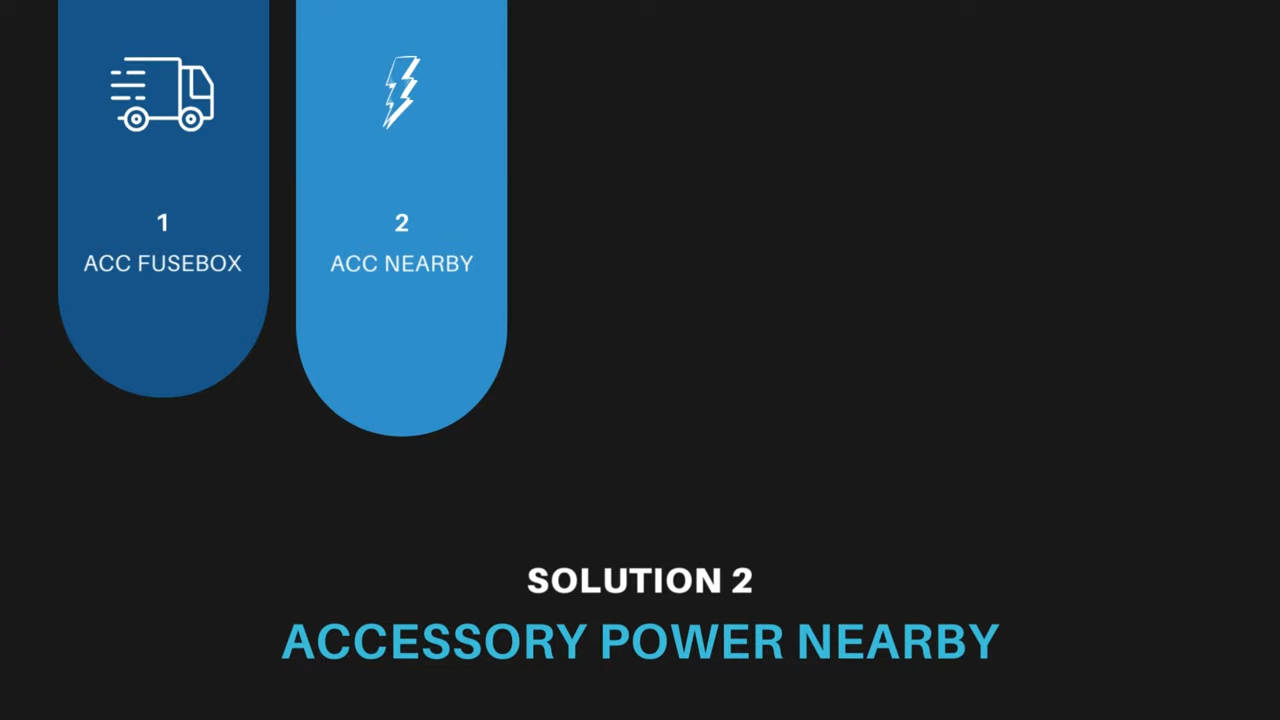 1
ACC FUSEBOX
2
ACC NEARBY
SOLUTION 2
ACCESSORY POWER NEARBY